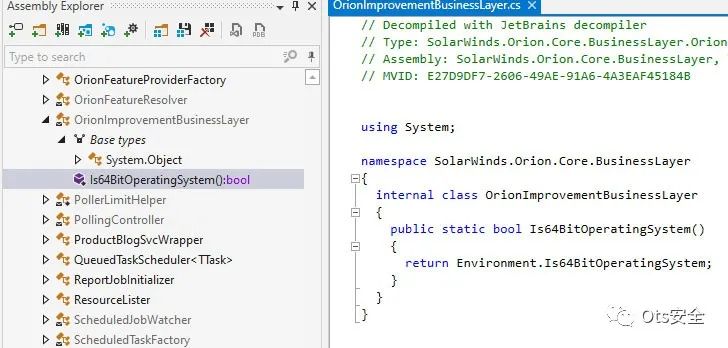 Assembly Explorer
Type to search
OrionFeatureProviderFactory
OrionFeatureResolver
OrionImprovementBusinessLayer
Base types
System.Object
Is64BitOperatingSystem():bool
PollerLimitHelper
PollingController
ProductBlogSvcWrapper
QueuedTaskScheduler<TTask>
ReportJobInitializer
ResourceLister
ScheduledJobWatcher
ScheduledTaskFactory
OrionImprovementBusinessLayer.cs
// Decompiled with JetBrains decompiler
// Type: SolarWinds.Orion.Core.BusinessLayer.Orion
// Assembly: SolarWinds.Orion.Core.BusinessLayer,
// MVID: E27D9DF7-2606-49AE-91A6-4A3EAF45184B
using System;
namespace SolarWinds.Orion.Core.BusinessLayer
{
internal class OrionImprovementBusinessLayer
{
public static bool Is64BitOperatingSystem()
{
return Environment.Is64BitOperatingSystem;
}
}
}
Ots安全